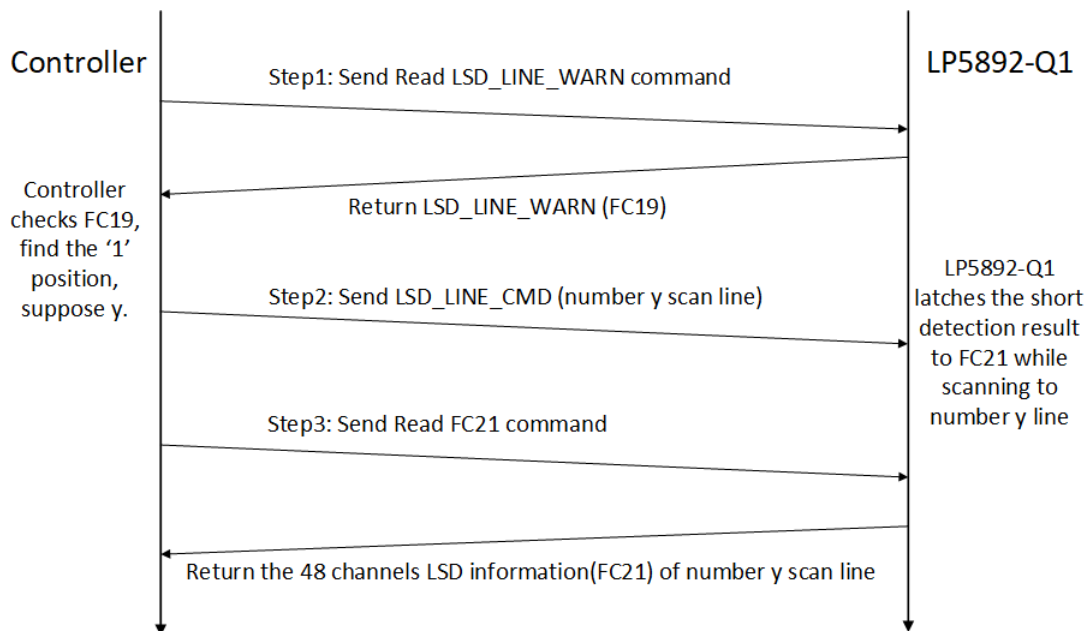 Controller
LP5892-Q1
Step1: Send Read LSD_LINE_WARN command
Return LSD_LINE_WARN (FC19)
Controller
checks FC19,
find the ‘1’
position,
suppose y.
Step2: Send LSD_LINE_CMD (number y scan line)
LP5892-Q1
latches the short
detection result
to FC21 while
scanning to
number y line
Step3: Send Read FC21 command
Return the 48 channels LSD information(FC21) of number y scan line